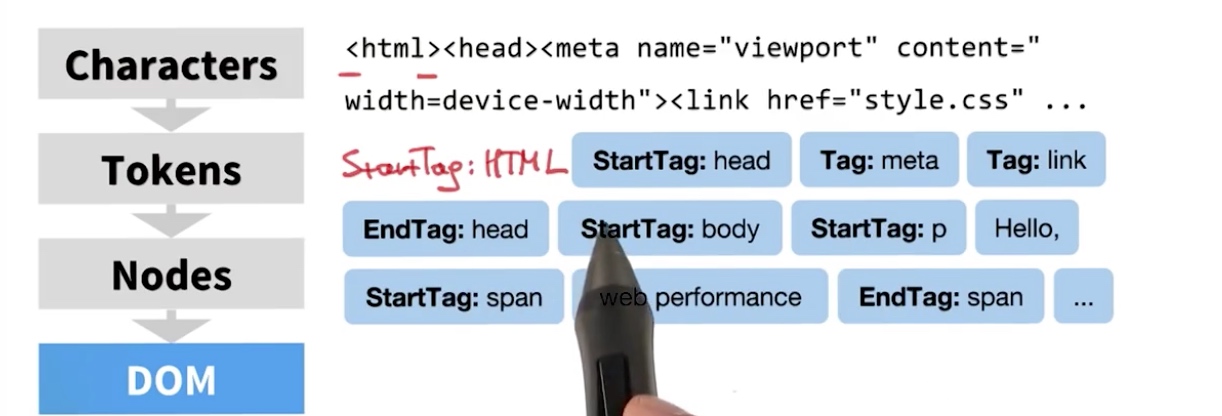 Characters
<html><head><meta name="viewport" content="
width=device-width"><link href="style.css" ...
Tokens
StartTag: HTML StartTag: head Tag: meta Tag: link
EndTag: head StartTag: body StartTag: p Hello,
Nodes
StartTag: span web performance EndTag: span ...
DOM